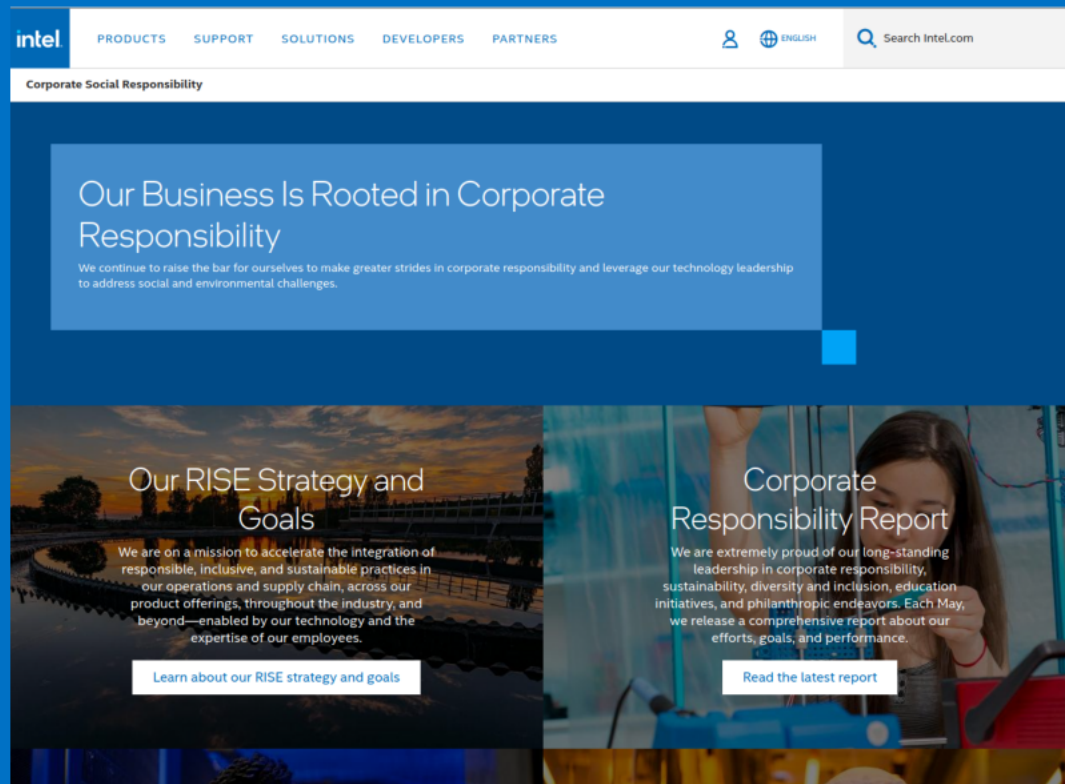 intel.
PRODUCTS SUPPORT SOLUTIONS DEVELOPERS PARTNERS ENGLISH Search Intel.com
Corporate Social Responsibility
Our Business Is Rooted in Corporate
Responsibility
We continue to raise the bar for ourselves to make greater strides in corporate responsibility and leverage our technology leadership
to address social and environmental challenges.
Our RISE Strategy and
Goals
We are on a mission to accelerate the integration of
responsible, inclusive, and sustainable practices in
our operations and supply chain, across our
product offerings, throughout the industry, and
beyond—enabled by our technology and the
expertise of our employees.
Learn about our RISE strategy and goals
Corporate
Responsibility Report
We are extremely proud of our long-standing
leadership in corporate responsibility,
sustainability, diversity and inclusion, education
initiatives, and philanthropic endeavors. Each May,
we release a comprehensive report about our
efforts, goals, and performance.
Read the latest report